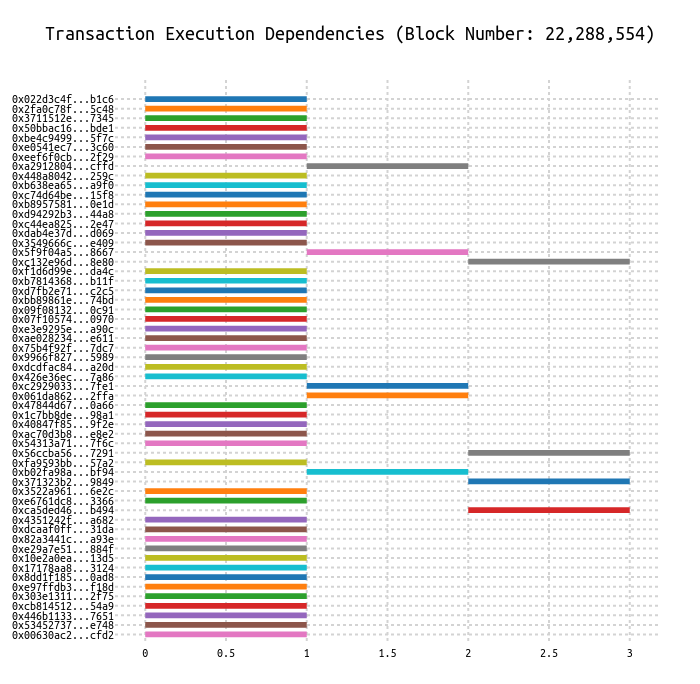 Transaction Execution Dependencies (Block Number: 22,288,554)
0x022d3c4f...b1c6
0x2fa0c78f...5c48
0x3711512e...7345
0x50bbac16...bde1
0xbe4c9499...5f7c
0xe0541ec7...3c60
0xeef6f0cb...2f29
0xa2912804...cffd
0x448a8042...259c
0xb638ea65...a9f0
0xc74d64be...15f8
0xb8957581...0e1d
0xd94292b3...44a8
0xc44ea825...2e47
0xdab4e37d...d069
0x3549666c...e409
0x5f9f04a5...8667
0xc132e96d...8e80
0xf1d6d99e...da4c
0xb7814368...b11f
0xd7fb2e71...c2c5
0xbb89861e...74bd
0x09f08132...0c91
0x07f10574...0970
0xe3e9295e...a90c
0xae028234...e611
0x75b4f92f...7dc7
0x9966f827...5989
0xdcdfac84...a20d
0x426e36ec...7a86
0xc2929033...7fe1
0x061da862...2ffa
0x47844d67...0a66
0x1c7bb8de...98a1
0x40847f85...9f2e
0xac70d3b8...e8e2
0x54313a71...7f6c
0x56ccba56...7291
0xfa9593bb...57a2
0xb02fa98a...bf94
0x371323b2...9849
0x3522a961...6e2c
0xe6761dc8...3366
0xca5ded46...b494
0x4351242f...a682
0xdcaaf0ff...31da
0x82a3441c...a93e
0xe29a7e51...884f
0x10e2a0ea...13d5
0x17178aa8...3124
0x8dd1f185...0ad8
0xe97ffdb3...f18d
0x303e1311...2f75
0xcb814512...54a9
0x446b1133...7651
0x53452737...e748
0x00630ac2...cfd2
0 0.5 1 1.5 2 2.5 3